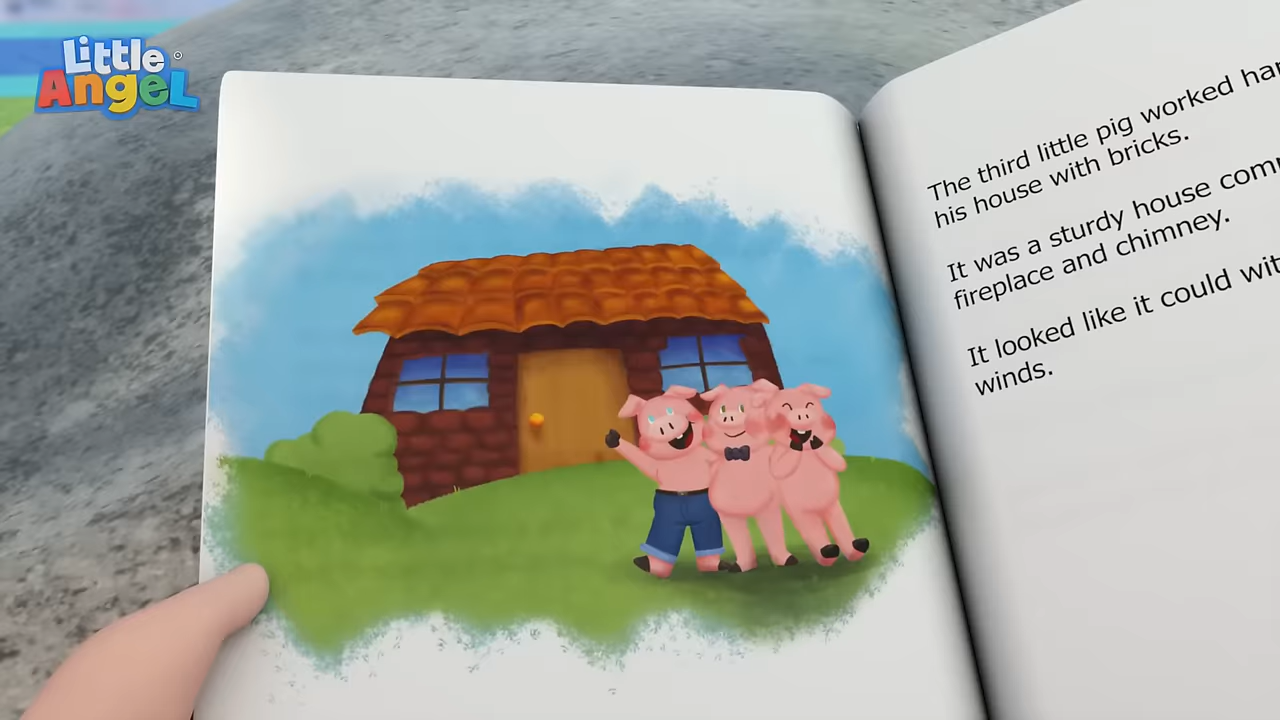 Little
Angel
The third little pig worked
his house with bricks.
It was a sturdy house
fireplace and chimney.
It looked like it could
winds.